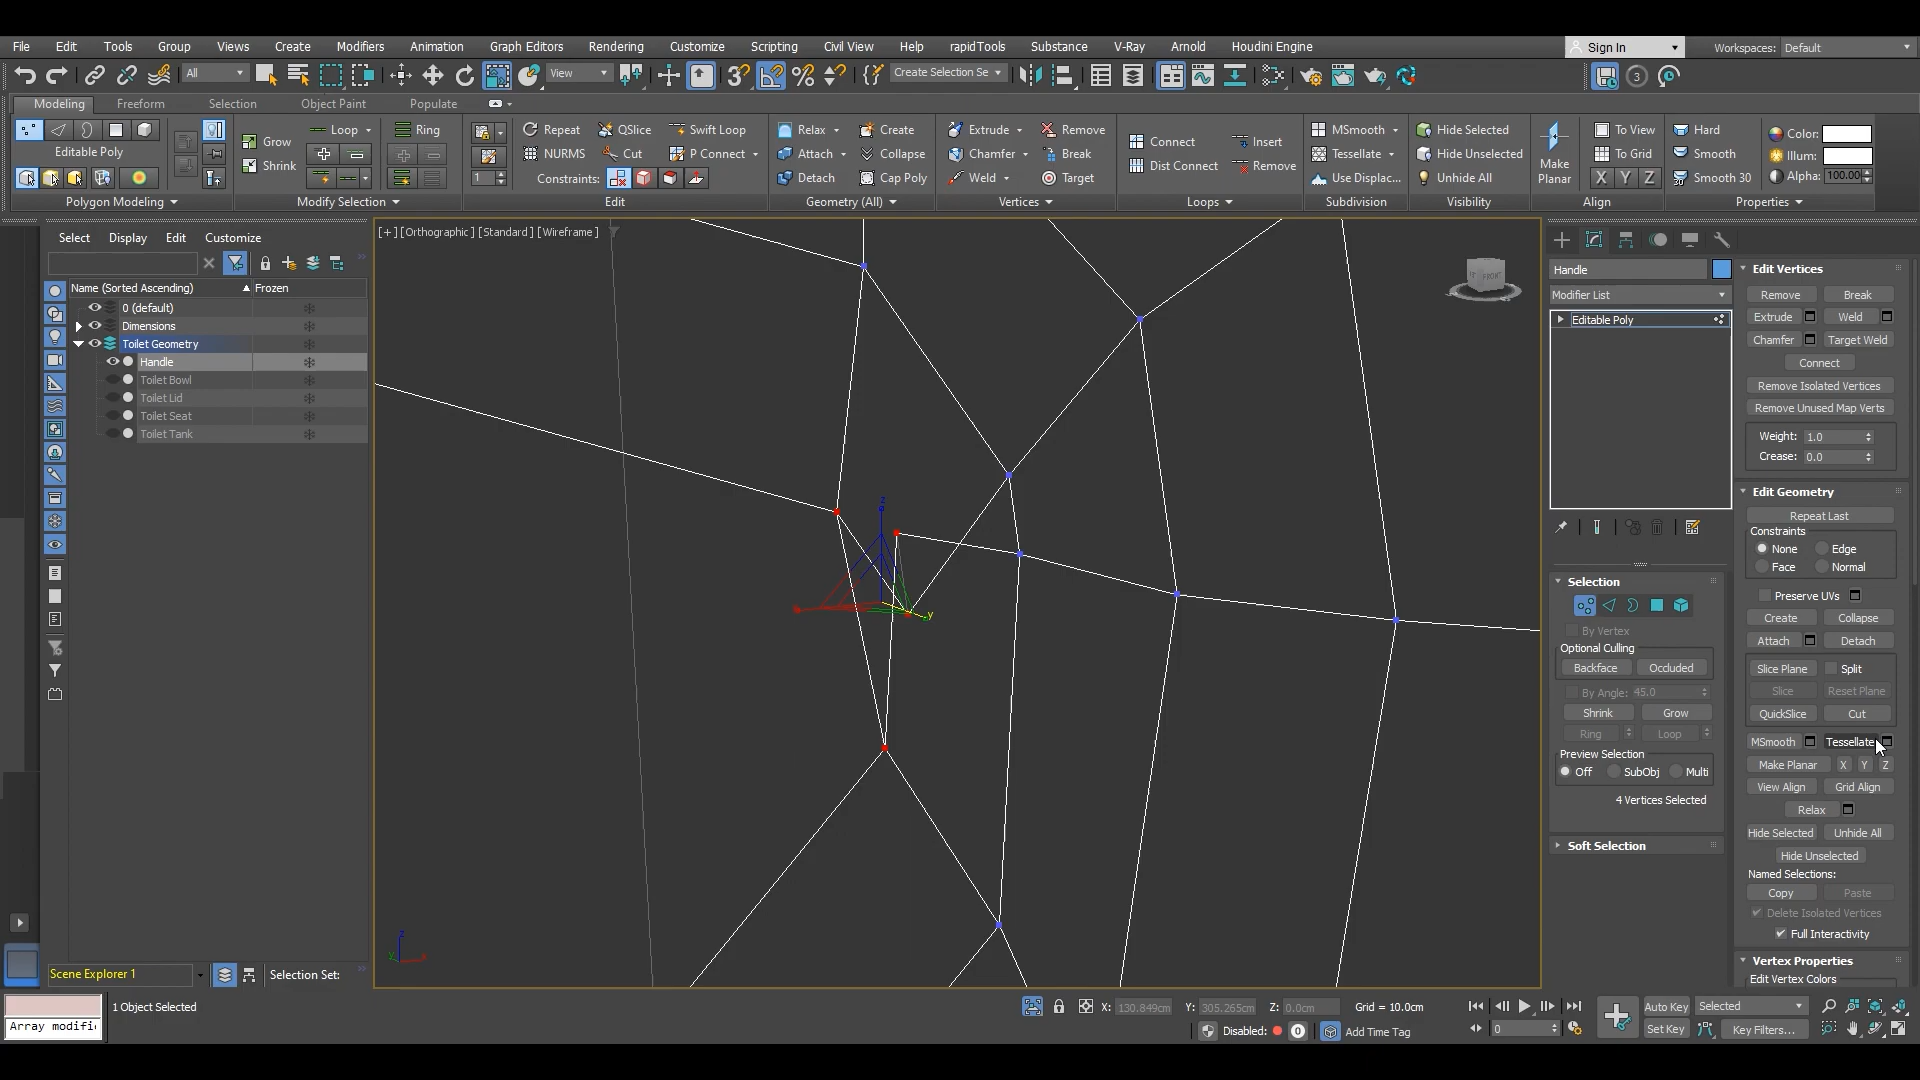 File Edit Tools Group Views Create Modifiers Animation Graph Editors Rendering Customize Scripting Civil View Help rapidTools Substance V-Ray Arnold Houdini Engine Sign In Workspaces: Default
All View Create Selection Se 3
Modeling Freeform Selection Object Paint Populate
Loop Ring Repeat QSlice Swift Loop Relax Create Extrude Remove MSmooth Hide Selected To View Hard Color:
Editable Poly Grow NURMS Cut P Connect Attach Collapse Chamfer Break Connect Insert Tessellate Hide Unselected Make Planar To Grid Smooth Illum:
Shrink 1 Constraints: Detach Cap Poly Weld Target Dist Connect Remove Use Displac... Unhide All X Y Z Smooth 30 Alpha: 100.00
Polygon Modeling Modify Selection Edit Geometry (All) Vertices Loops Subdivision Visibility Align Properties
Select Display Edit Customize
Name (Sorted Ascending) Frozen
0 (default)
Dimensions
Toilet Geometry
Handle
Toilet Bowl
Toilet Lid
Toilet Seat
Toilet Tank
Scene Explorer 1 Selection Set:
[+] [Orthographic] [Standard] [Wireframe]
FRONT
z
y
z
y
Handle
Modifier List
Editable Poly
Selection
By Vertex
Optional Culling
Backface Occluded
By Angle: 45.0
Shrink Grow
Ring Loop
Preview Selection
Off SubObj Multi
4 Vertices Selected
Soft Selection
Edit Vertices
Remove Break
Extrude Weld
Chamfer Target Weld
Connect
Remove Isolated Vertices
Remove Unused Map Verts
Weight: 1.0
Crease: 0.0
Edit Geometry
Repeat Last
Constraints
None Edge
Face Normal
Preserve UVs
Create Collapse
Attach Detach
Slice Plane Split
Slice Reset Plane
QuickSlice Cut
MSmooth Tessellate
Make Planar X Y Z
View Align Grid Align
Relax
Hide Selected Unhide All
Hide Unselected
Named Selections:
Copy Paste
Delete Isolated Vertices
Full Interactivity
Vertex Properties
Edit Vertex Colors
1 Object Selected X: 130.849cm Y: 305.265cm Z: 0.0cm Grid = 10.0cm Auto Key Selected
Array modifi Disabled: 0 Add Time Tag 0 Set Key Key Filters...